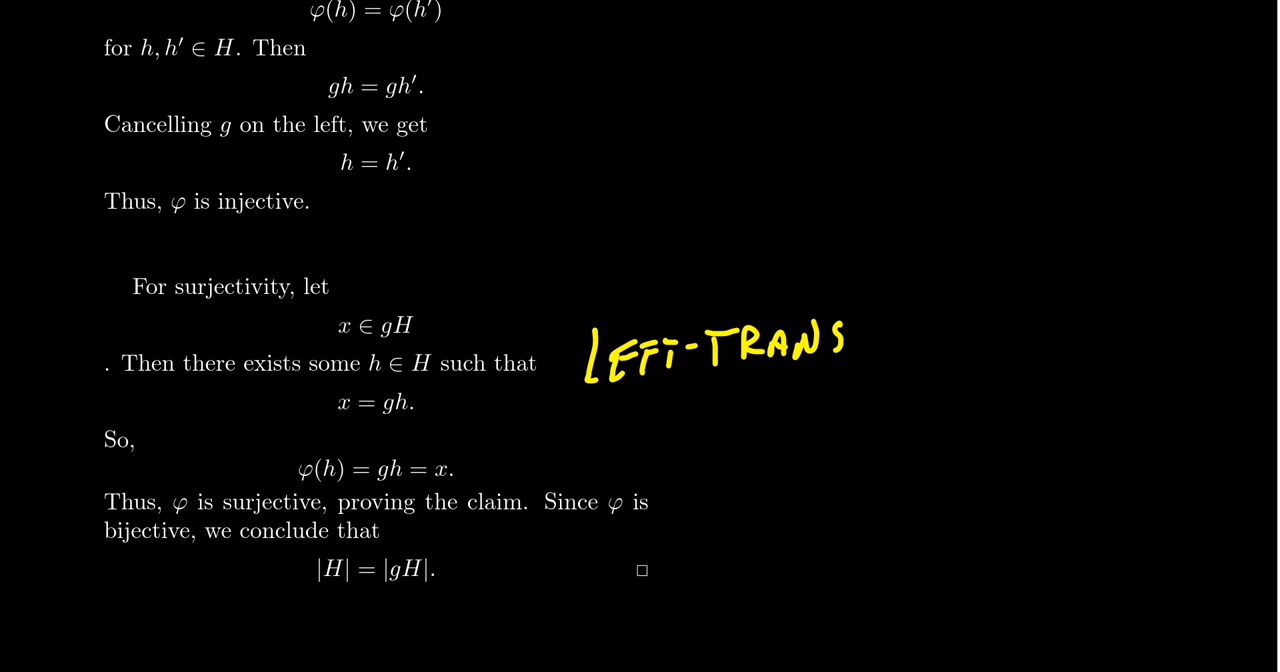 φ(h) = φ(h′)
for h, h′ ∈ H. Then
gh = gh′.
Cancelling g on the left, we get
h = h′.
Thus, φ is injective.
For surjectivity, let
x ∈ gH
. Then there exists some h ∈ H such that
LEFT-TRANS
x = gh.
So,
φ(h) = gh = x.
Thus, φ is surjective, proving the claim. Since φ is
bijective, we conclude that
|H| = |gH|. □